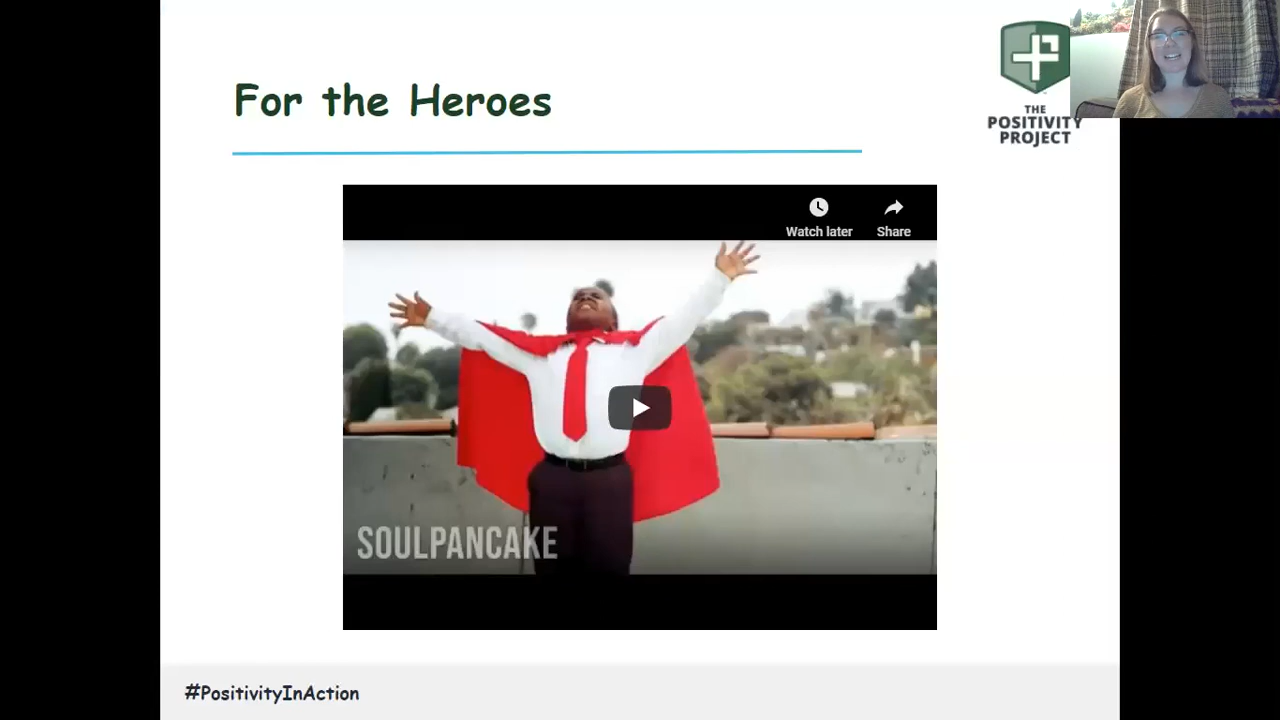 For the Heroes
THE
POSITIVITY
PROJECT
Watch later
Share
SOULPANCAKE
#PositivityInAction